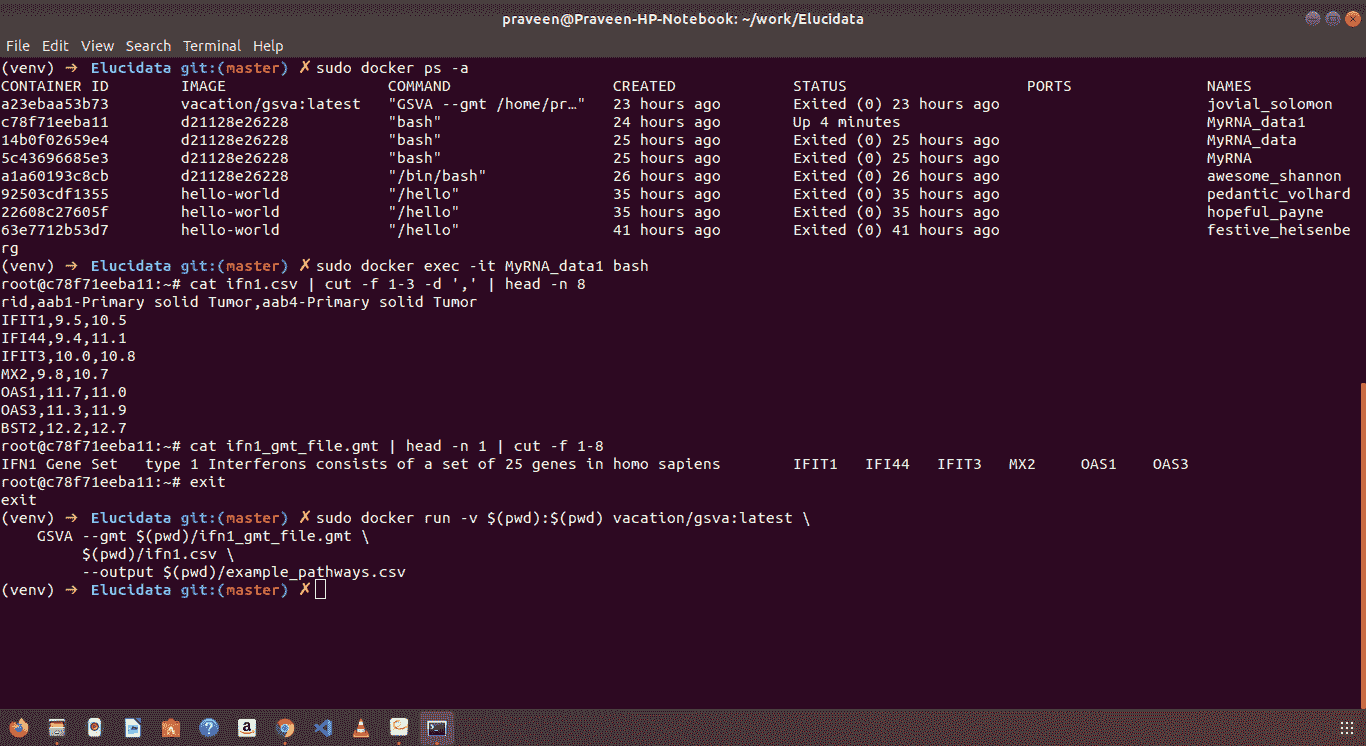 praveen@Praveen-HP-Notebook: ~/work/Elucidata
File Edit View Search Terminal Help
(venv) → Elucidata git:(master) ✗ sudo docker ps -a
CONTAINER ID        IMAGE                  COMMAND                  CREATED             STATUS                    PORTS               NAMES
a23ebaa53b73        vacation/gsva:latest   "GSVA --gmt /home/pr…"   23 hours ago        Exited (0) 23 hours ago                       jovial_solomon
c78f71eeba11        d21128e26228           "bash"                   24 hours ago        Up 4 minutes                                  MyRNA_data1
14b0f02659e4        d21128e26228           "bash"                   25 hours ago        Exited (0) 25 hours ago                       MyRNA_data
5c43696685e3        d21128e26228           "bash"                   25 hours ago        Exited (0) 25 hours ago                       MyRNA
a1a60193c8cb        d21128e26228           "/bin/bash"              26 hours ago        Exited (0) 26 hours ago                       awesome_shannon
92503cdf1355        hello-world            "/hello"                 35 hours ago        Exited (0) 35 hours ago                       pedantic_volhard
22608c27605f        hello-world            "/hello"                 35 hours ago        Exited (0) 35 hours ago                       hopeful_payne
63e7712b53d7        hello-world            "/hello"                 41 hours ago        Exited (0) 41 hours ago                       festive_heisenbe
rg
(venv) → Elucidata git:(master) ✗ sudo docker exec -it MyRNA_data1 bash
root@c78f71eeba11:~# cat ifn1.csv | cut -f 1-3 -d ',' | head -n 8
rid,aab1-Primary solid Tumor,aab4-Primary solid Tumor
IFIT1,9.5,10.5
IFI44,9.4,11.1
IFIT3,10.0,10.8
MX2,9.8,10.7
OAS1,11.7,11.0
OAS3,11.3,11.9
BST2,12.2,12.7
root@c78f71eeba11:~# cat ifn1_gmt_file.gmt | head -n 1 | cut -f 1-8
IFN1 Gene Set   type 1 Interferons consists of a set of 25 genes in homo sapiens        IFIT1   IFI44   IFIT3   MX2     OAS1    OAS3
root@c78f71eeba11:~# exit
exit
(venv) → Elucidata git:(master) ✗ sudo docker run -v $(pwd):$(pwd) vacation/gsva:latest \
    GSVA --gmt $(pwd)/ifn1_gmt_file.gmt \
         $(pwd)/ifn1.csv \
         --output $(pwd)/example_pathways.csv
(venv) → Elucidata git:(master) ✗